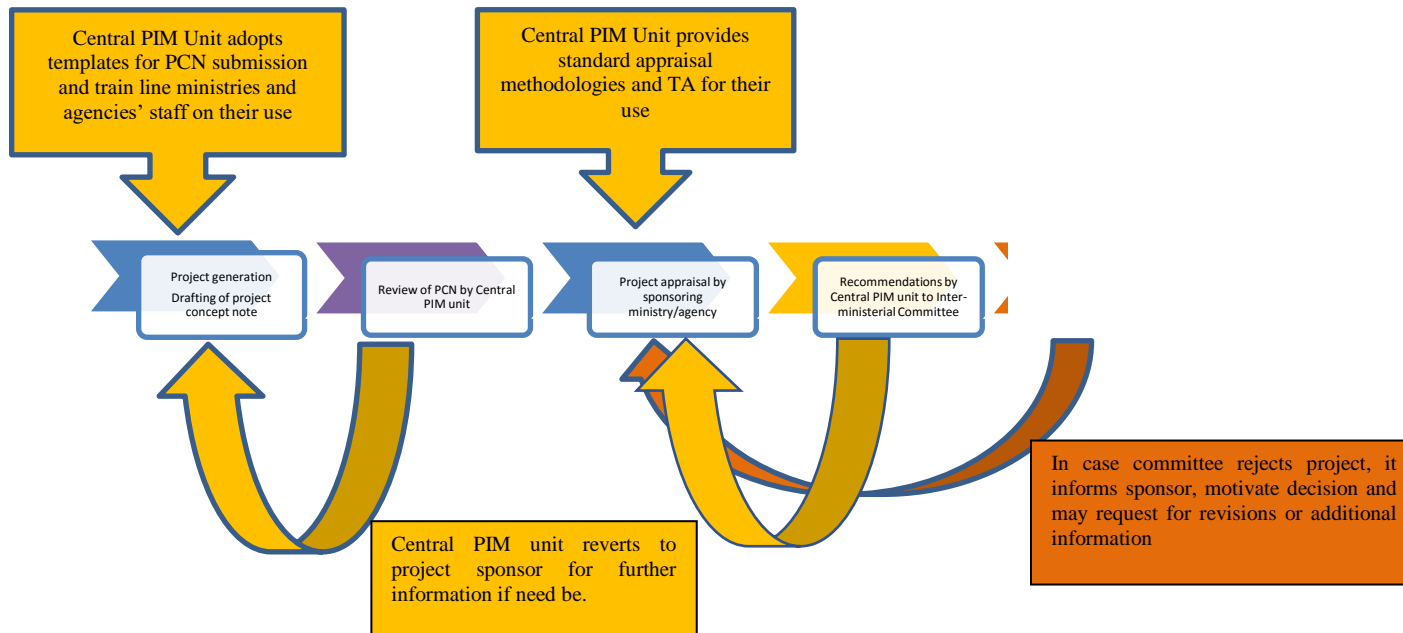 Central PIM Unit adopts
templates for PCN submission
and train line ministries and
agencies’ staff on their use
Central PIM Unit provides
standard appraisal
methodologies and TA for their
use
Project generation
Drafting of project
concept note
Review of PCN by Central
PIM unit
Project appraisal by
sponsoring
ministry/agency
Recommendations by
Central PIM unit to Inter-
ministerial Committee
Central PIM unit reverts to
project sponsor for further
information if need be.
In case committee rejects project, it
informs sponsor, motivate decision and
may request for revisions or additional
information